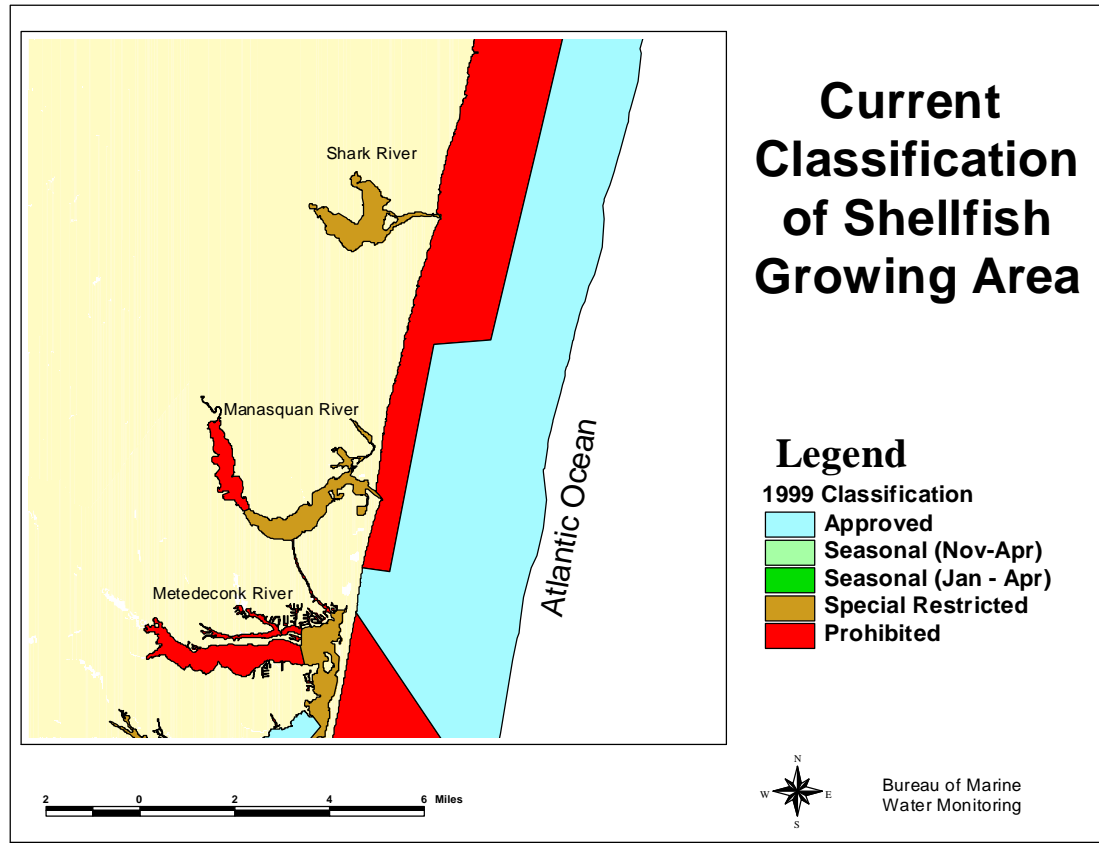 Current
Classification
of Shellfish
Growing Area
Shark River
Manasquan River
Metedeconk River
Atlantic Ocean
Legend
1999 Classification
Approved
Seasonal (Nov-Apr)
Seasonal (Jan - Apr)
Special Restricted
Prohibited
2 0 2 4 6 Miles
N
W E
S
Bureau of Marine
Water Monitoring